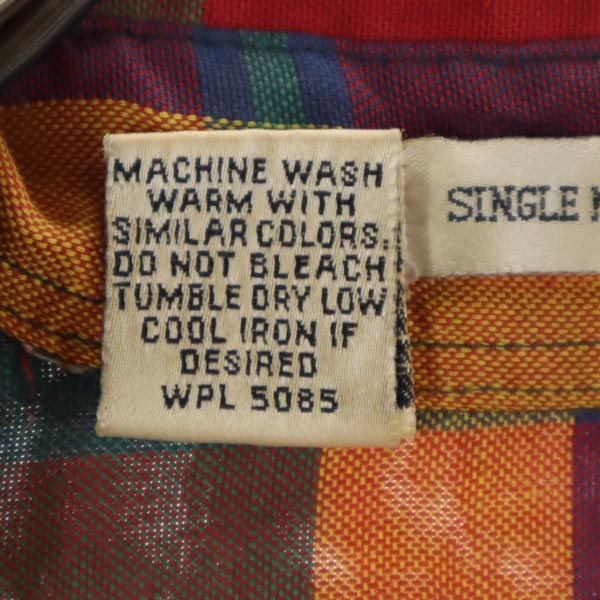 MACHINE WASH
WARM WITH
SIMILAR COLORS.
DO NOT BLEACH
TUMBLE DRY LOW
COOL IRON IF
DESIRED
WPL 5085
SINGLE